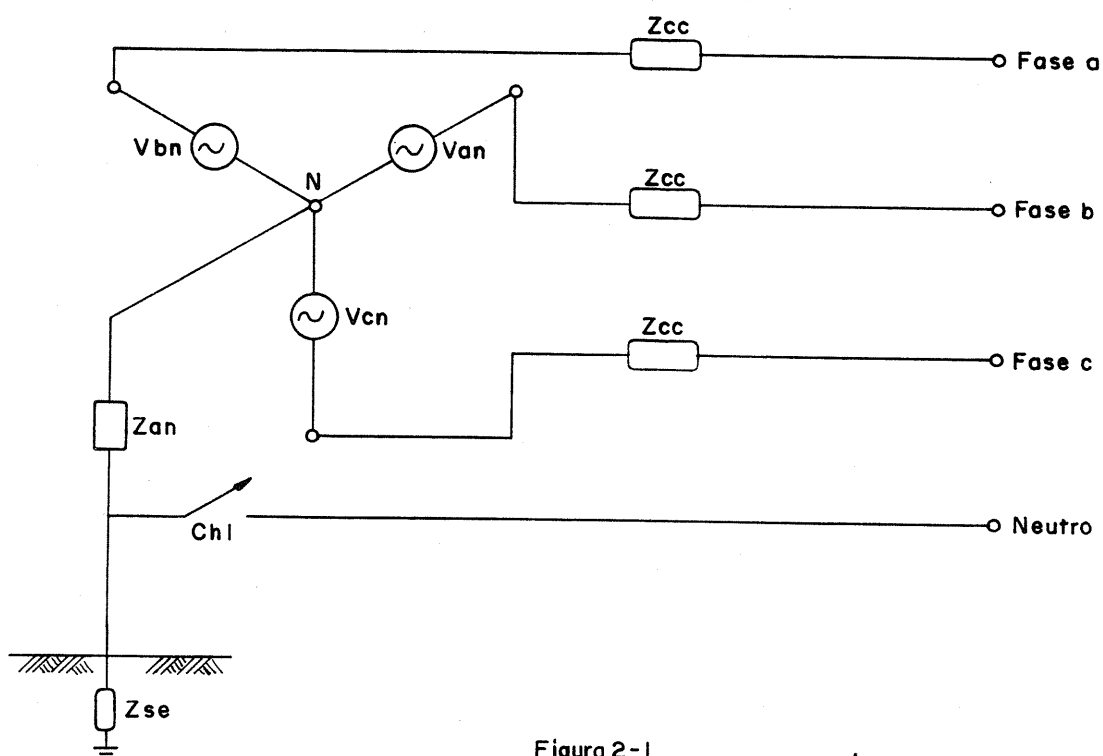 Zcc
Fase a
Vbn
Van
N
Zcc
Fase b
Vcn
Zcc
Fase c
Zan
Ch1
Neutro
Zse
Figura 2-1